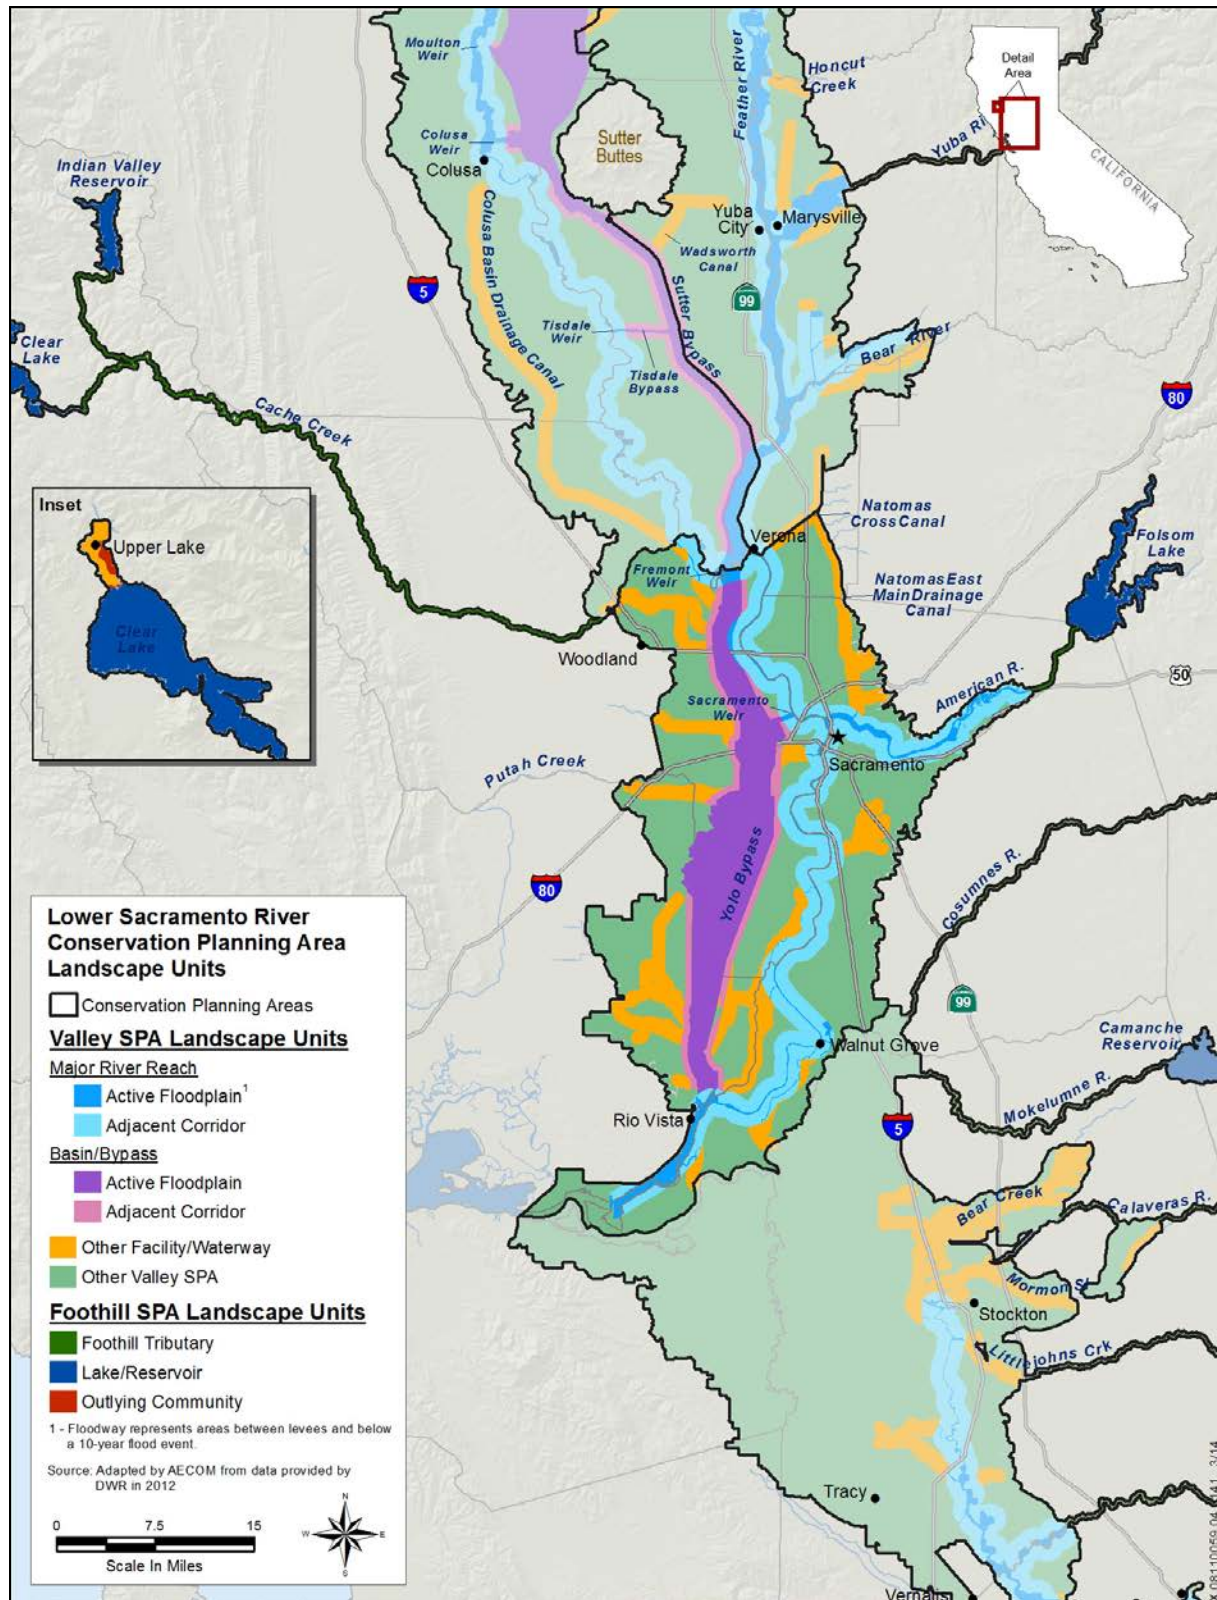 Moulton
Weir
Feather River
Honcut
Creek
Detail
Area
CALIFORNIA
Colusa
Weir
Colusa
Sutter
Buttes
Yuba Ri
Indian Valley
Reservoir
Colusa Basin Drainage Canal
Yuba
City
Marysville
Wadsworth
Canal
5
Sutter Bypass
99
Tisdale
Weir
Tisdale
Bypass
Bear River
Clear
Lake
80
Cache Creek
Inset
Upper Lake
Clear
Lake
Natomas
Cross Canal
Verona
Folsom
Lake
Fremont
Weir
Natomas East
Main Drainage
Canal
Woodland
50
American R.
Sacramento
Weir
Sacramento
Putah Creek
Yolo Bypass
80
Cosumnes R.
99
Walnut Grove
Camanche
Reservoir
Mokelumne R.
Rio Vista
5
Bear Creek
Calaveras R.
Mormon Sl
Stockton
Littlejohns Crk
Tracy
Vernalis
Lower Sacramento River
Conservation Planning Area
Landscape Units
Conservation Planning Areas
Valley SPA Landscape Units
Major River Reach
Active Floodplain1
Adjacent Corridor
Basin/Bypass
Active Floodplain
Adjacent Corridor
Other Facility/Waterway
Other Valley SPA
Foothill SPA Landscape Units
Foothill Tributary
Lake/Reservoir
Outlying Community
1 - Floodway represents areas between levees and below
a 10-year flood event.
Source: Adapted by AECOM from data provided by
DWR in 2012
0 7.5 15
Scale In Miles
N
W E
S